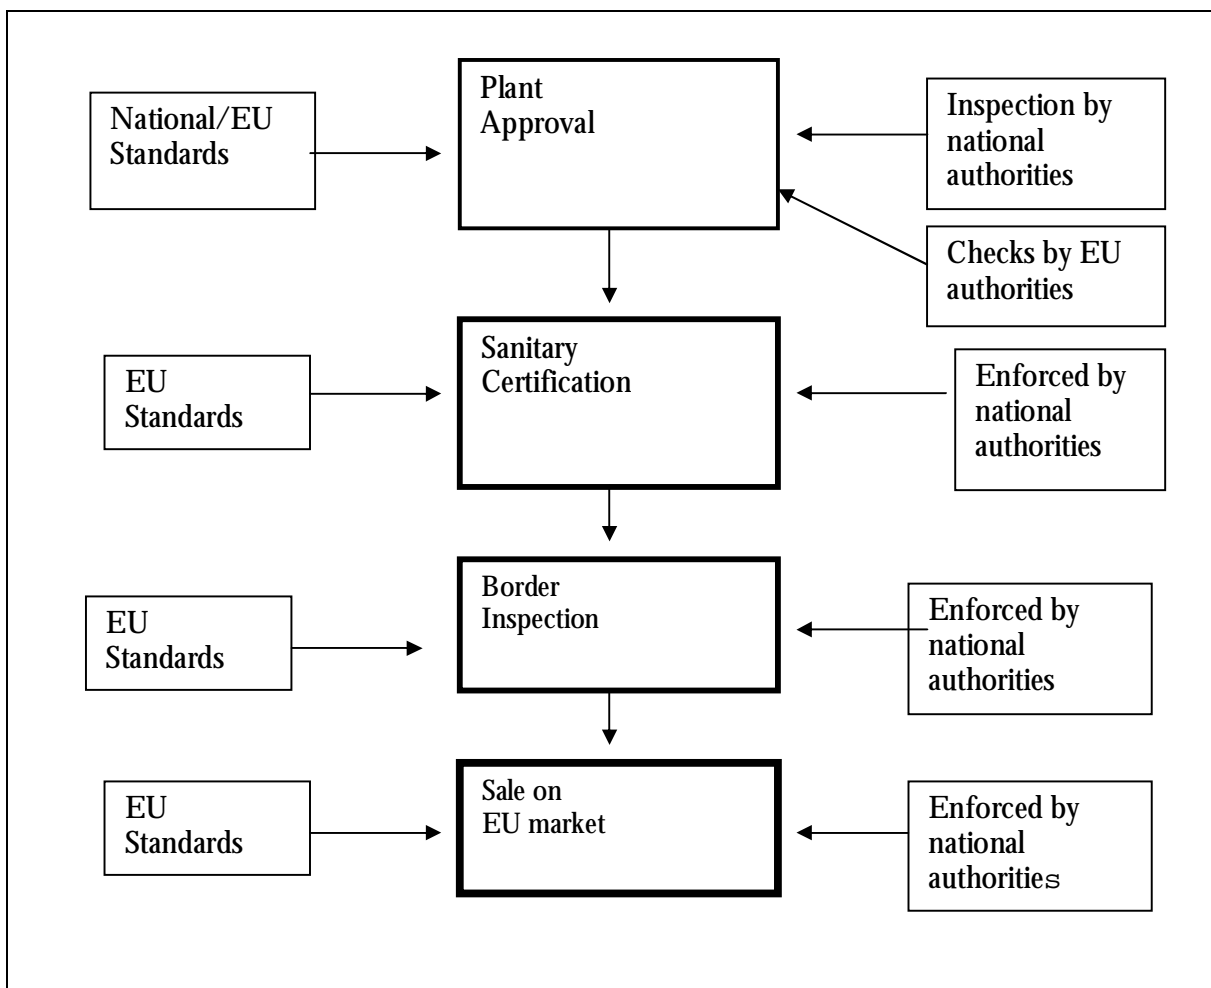 National/EU
Standards
Plant
Approval
Inspection by
national
authorities
Checks by EU
authorities
EU
Standards
Sanitary
Certification
Enforced by
national
authorities
EU
Standards
Border
Inspection
Enforced by
national
authorities
EU
Standards
Sale on
EU market
Enforced by
national
authorities